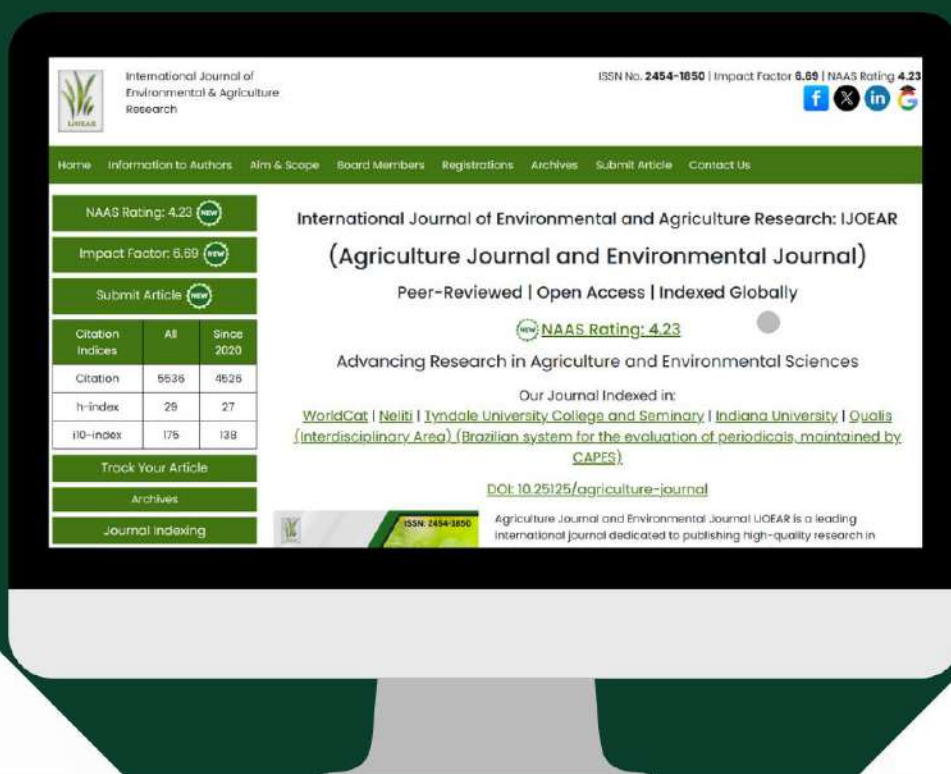 International Journal of
Environmental & Agriculture
Research
IJOEAR
ISSN No. 2454-1850 | Impact Factor 6.69 | NAAS Rating 4.23
f X in G
Home Information to Authors Aim & Scope Board Members Registrations Archives Submit Article Contact Us
NAAS Rating: 4.23 NEW
Impact Factor: 6.69 NEW
Submit Article NEW
Citation Indices All Since 2020
Citation 5536 4526
h-index 29 27
i10-index 175 138
Track Your Article
Archives
Journal Indexing
International Journal of Environmental and Agriculture Research: IJOEAR
(Agriculture Journal and Environmental Journal)
Peer-Reviewed | Open Access | Indexed Globally
NEW NAAS Rating: 4.23
Advancing Research in Agriculture and Environmental Sciences
Our Journal Indexed in:
WorldCat | Neliti | Tyndale University College and Seminary | Indiana University | Qualis
(Interdisciplinary Area) (Brazilian system for the evaluation of periodicals, maintained by
CAPES)
DOI: 10.25125/agriculture-journal
ISSN: 2454-1850
Agriculture Journal and Environmental Journal IJOEAR is a leading
international journal dedicated to publishing high-quality research in